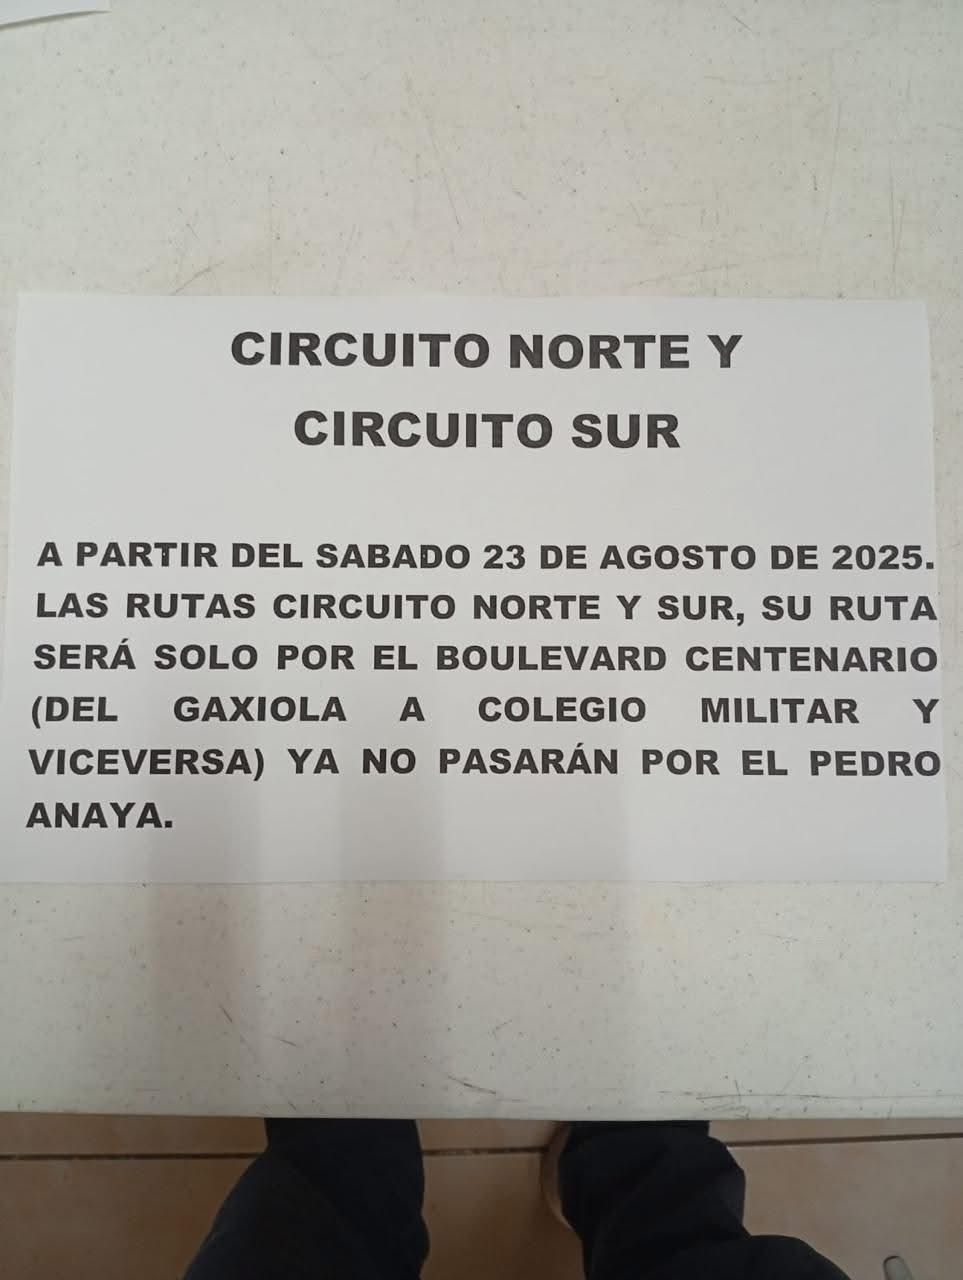 CIRCUITO NORTE Y
CIRCUITO SUR
A PARTIR DEL SABADO 23 DE AGOSTO DE 2025.
LAS RUTAS CIRCUITO NORTE Y SUR, SU RUTA
SERÁ SOLO POR EL BOULEVARD CENTENARIO
(DEL GAXIOLA A COLEGIO MILITAR Y
VICEVERSA) YA NO PASARÁN POR EL PEDRO
ANAYA.